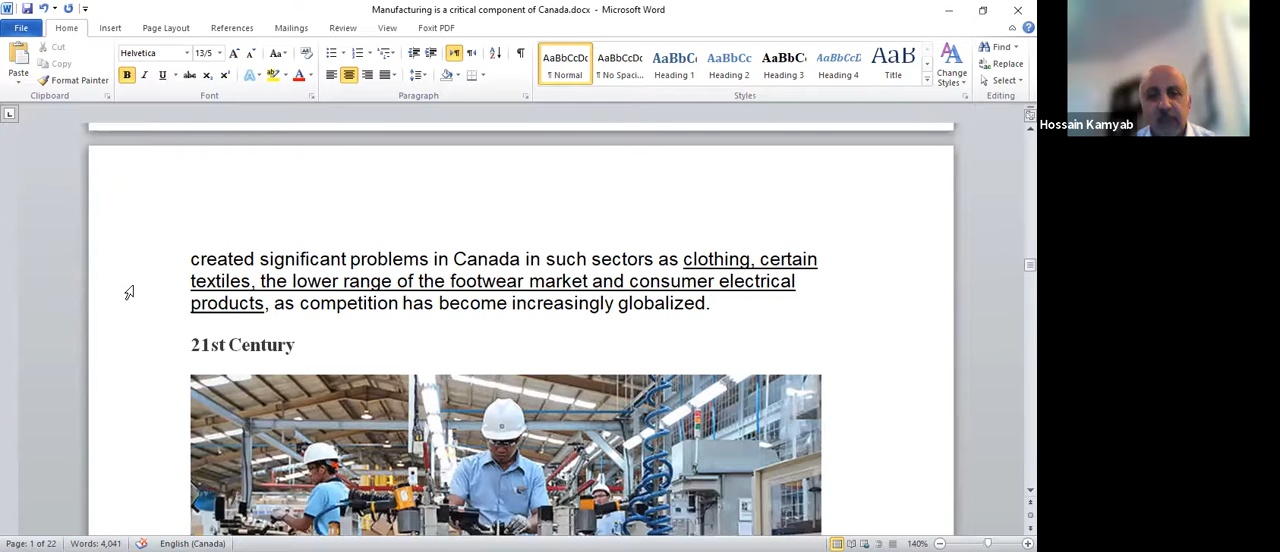 Manufacturing is a critical component of Canada.docx - Microsoft Word
File Home Insert Page Layout References Mailings Review View Foxit PDF
Cut Helvetica 13/5 A A Aa AaBbCcDc AaBbCcDc AaBbC AaBbCc AaBbC AaBbCcD AaB Find
Copy Replace
Paste Format Painter B I U abc x₂ x² A ¶ Normal ¶ No Spaci... Heading 1 Heading 2 Heading 3 Heading 4 Title Change Styles Select
Clipboard Font Paragraph Styles Editing
Hossain Kamyab
created significant problems in Canada in such sectors as clothing, certain
textiles, the lower range of the footwear market and consumer electrical
products, as competition has become increasingly globalized.
21st Century
Page: 1 of 22 Words: 4,041 English (Canada) 140%